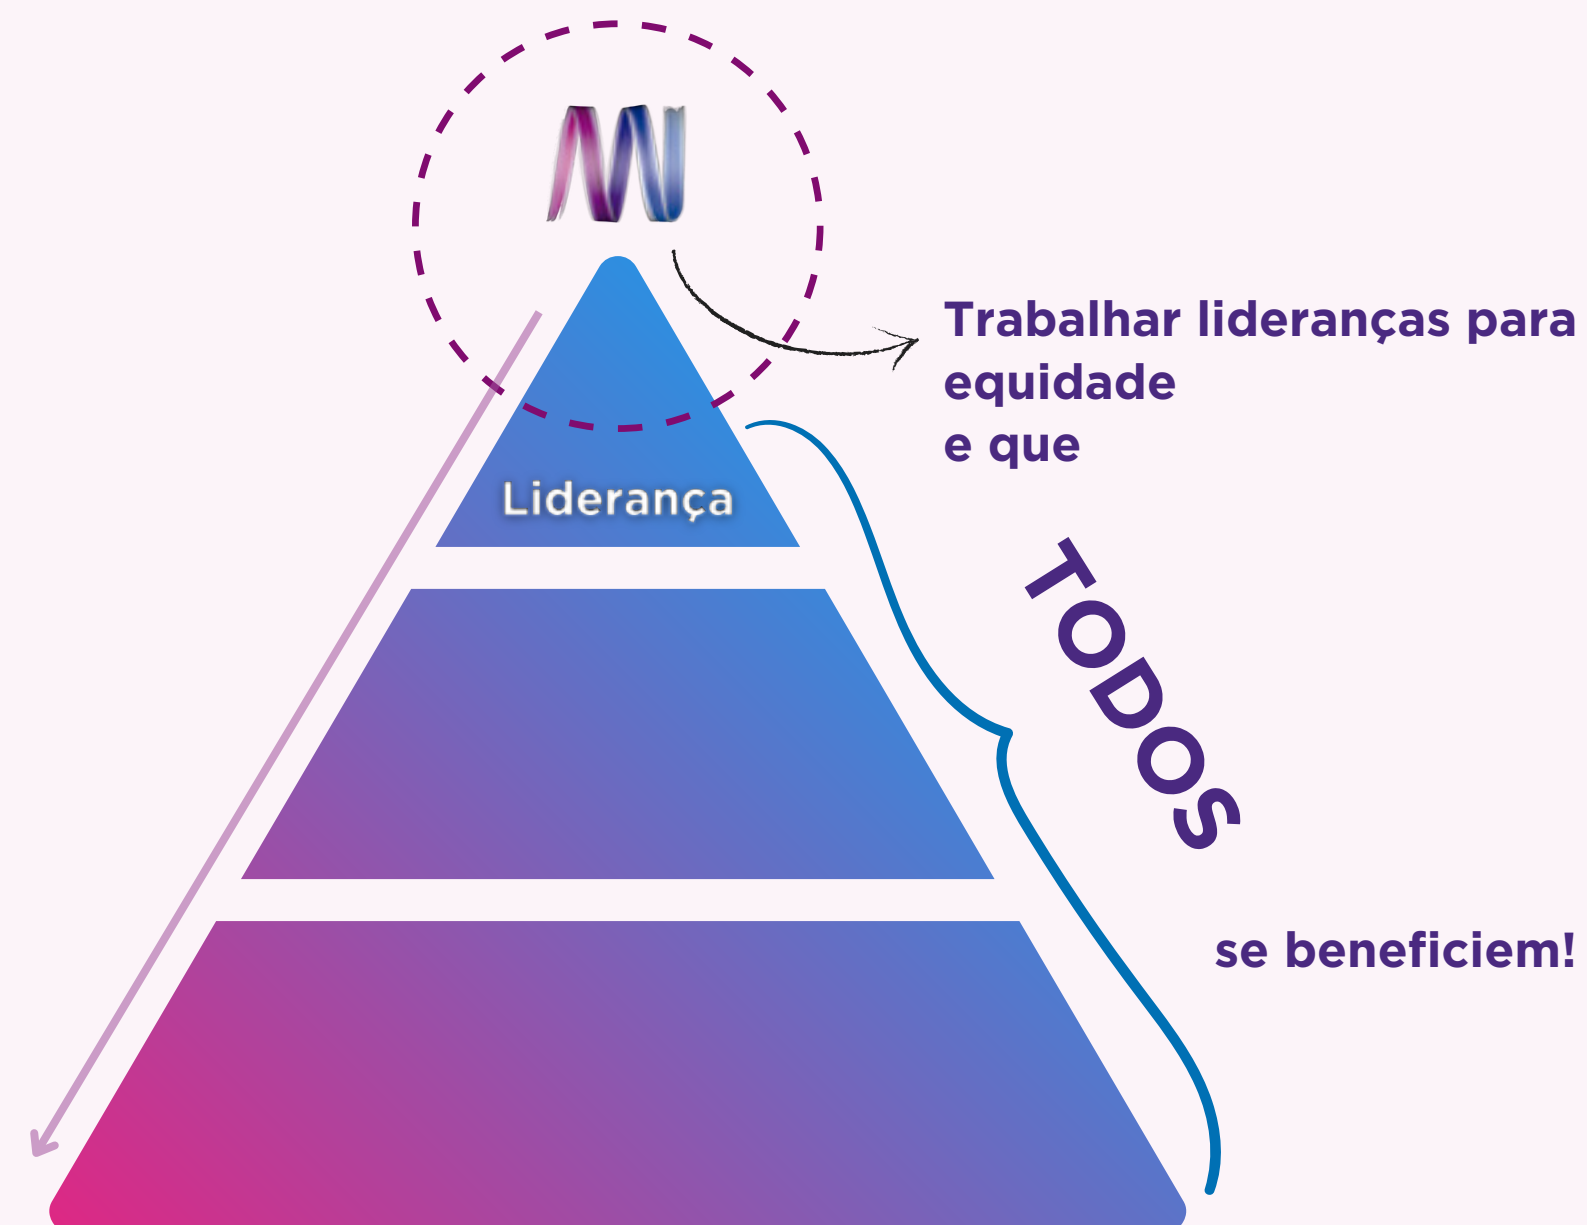 Trabalhar lideranças para
equidade
e que
Liderança
TODOS
se beneficiem!